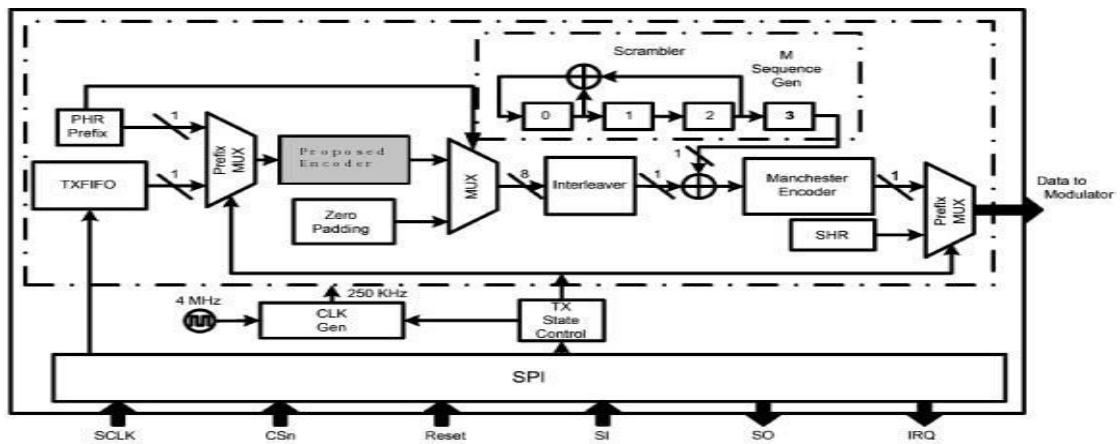 Scrambler
M
Sequence
Gen
0
1
2
3
PHR
Prefix
1
Prefix
MUX
Proposed
Encoder
MUX
8
Interleaver
1
1
Manchester
Encoder
1
Prefix
MUX
Data to
Modulator
TXFIFO
1
Zero
Padding
SHR
4 MHz
250 KHz
CLK
Gen
TX
State
Control
SPI
SCLK
CSn
Reset
SI
SO
IRQ